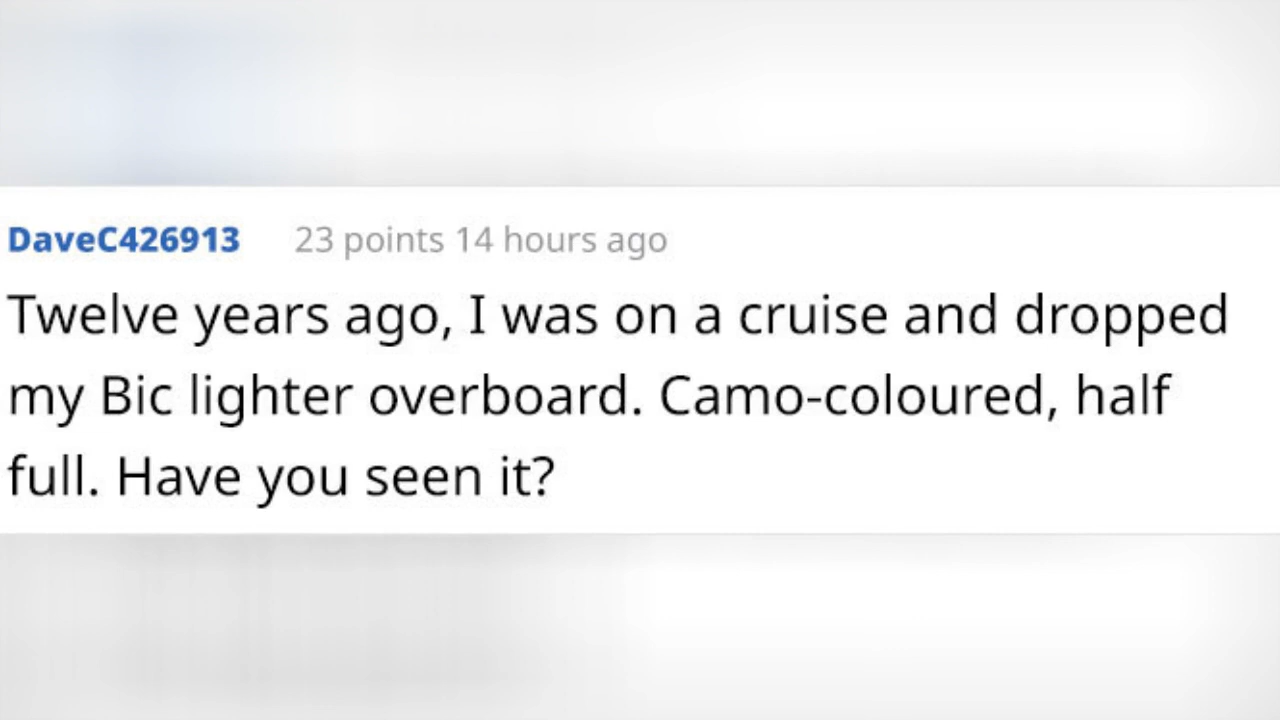 DaveC426913 23 points 14 hours ago
Twelve years ago, I was on a cruise and dropped
my Bic lighter overboard. Camo-coloured, half
full. Have you seen it?